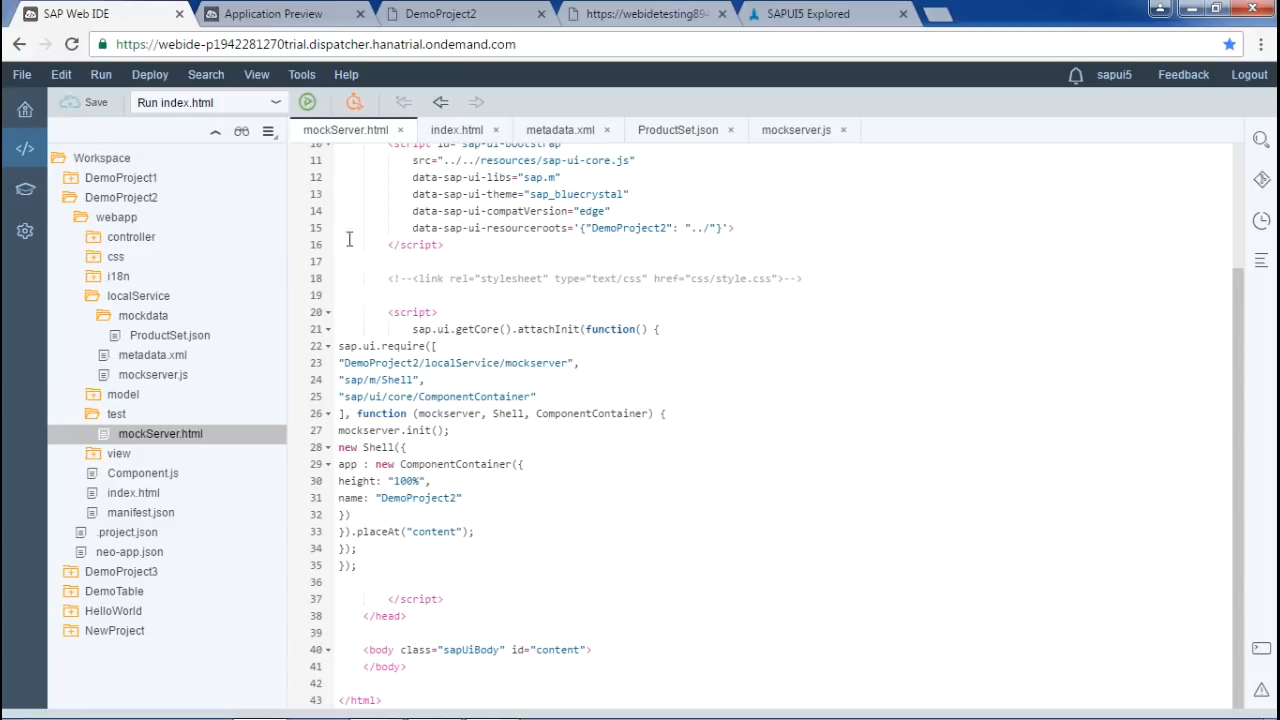 SAP Web IDE
Application Preview
DemoProject2
https://webidetesting89
SAPUI5 Explored
https://webide-p1942281270trial.dispatcher.hanatrial.ondemand.com
File Edit Run Deploy Search View Tools Help sapui5 Feedback Logout
Save Run index.html
mockServer.html index.html metadata.xml ProductSet.json mockserver.js
Workspace
DemoProject1
DemoProject2
webapp
controller
css
i18n
localService
mockdata
ProductSet.json
metadata.xml
mockserver.js
model
test
mockServer.html
view
Component.js
index.html
manifest.json
.project.json
neo-app.json
DemoProject3
DemoTable
HelloWorld
NewProject
10 <script id="sap-ui-bootstrap"
11 src="../../resources/sap-ui-core.js"
12 data-sap-ui-libs="sap.m"
13 data-sap-ui-theme="sap_bluecrystal"
14 data-sap-ui-compatVersion="edge"
15 data-sap-ui-resourceroots='{"DemoProject2": "../"}'>
16 </script>
17
18 <!--<link rel="stylesheet" type="text/css" href="css/style.css">-->
19
20 <script>
21 sap.ui.getCore().attachInit(function() {
22 sap.ui.require([
23 "DemoProject2/localService/mockserver",
24 "sap/m/Shell",
25 "sap/ui/core/ComponentContainer"
26 ], function (mockserver, Shell, ComponentContainer) {
27 mockserver.init();
28 new Shell({
29 app : new ComponentContainer({
30 height: "100%",
31 name: "DemoProject2"
32 })
33 }).placeAt("content");
34 });
35 });
36
37 </script>
38 </head>
39
40 <body class="sapUiBody" id="content">
41 </body>
42
43 </html>